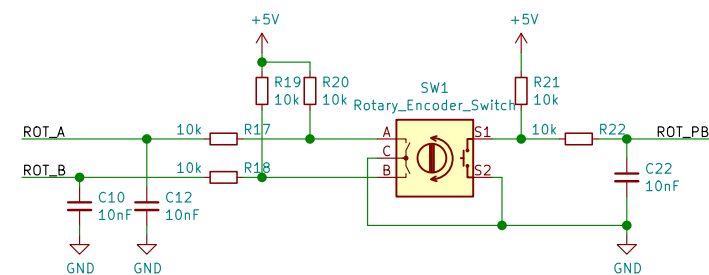 +5V
+5V
R19
10k
R20
10k
SW1
Rotary_Encoder_Switch
R21
10k
ROT_A
10k
R17
A
S1
10k
R22
ROT_PB
C
ROT_B
10k
R18
B
S2
C10
10nF
C12
10nF
C22
10nF
GND
GND
GND